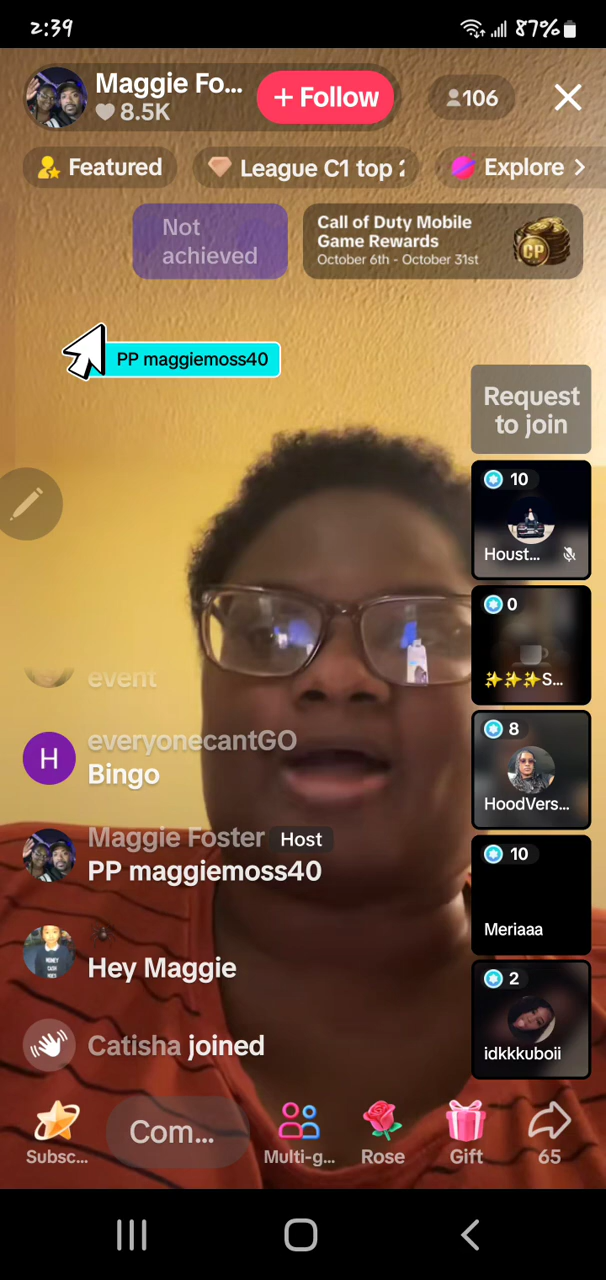 2:39
87%
Maggie Fo...
8.5K
+ Follow
106
Featured
League C1 top
Explore >
Not
achieved
Call of Duty Mobile
Game Rewards
October 6th - October 31st
CP
PP maggiemoss40
Request
to join
10
Houst...
0
✨✨✨S...
8
HoodVers...
10
Meriaaa
2
idkkkuboii
event
H
everyonecantGO
Bingo
Maggie Foster Host
PP maggiemoss40
🕷
Hey Maggie
Catisha joined
Subsc...
Com...
Multi-g...
Rose
Gift
65